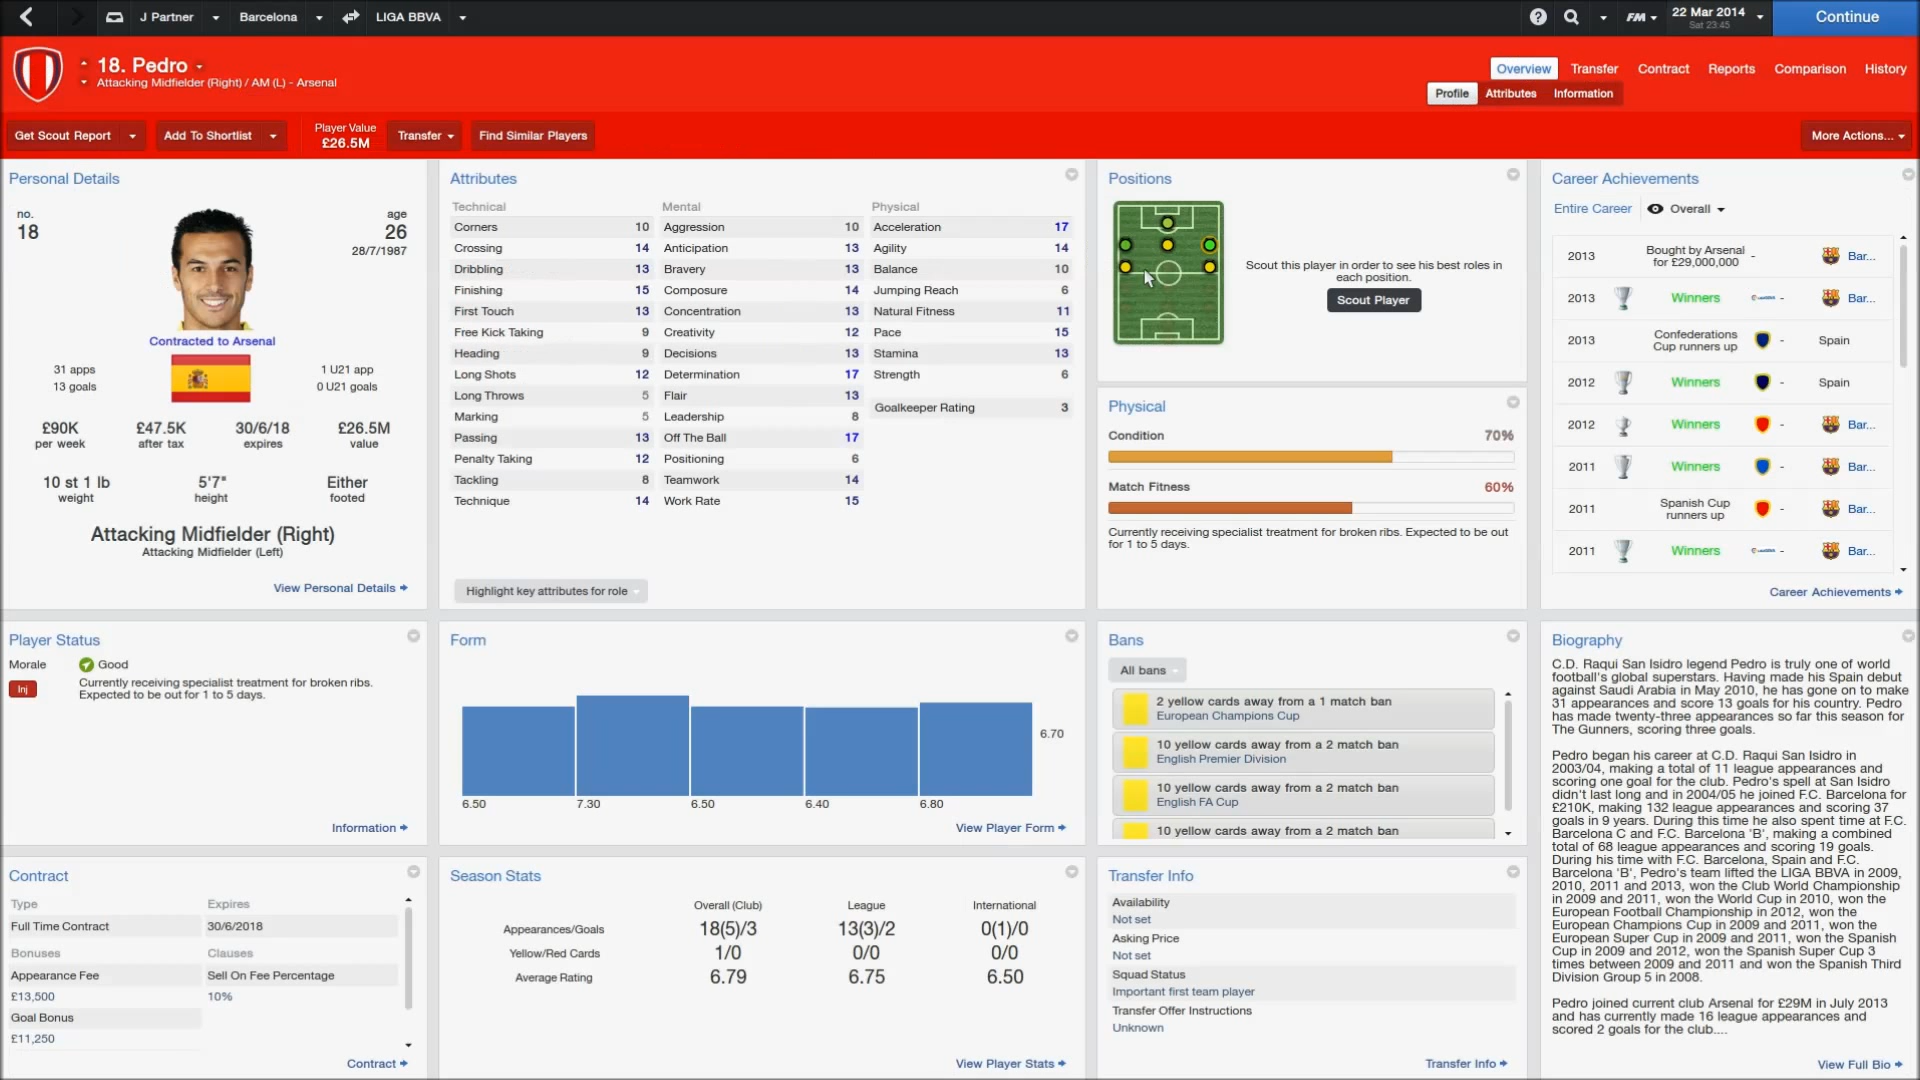 J Partner
Barcelona
LIGA BBVA
FM
22 Mar 2014
Sat 23:45
Continue
18. Pedro
Attacking Midfielder (Right) / AM (L) - Arsenal
Overview Transfer Contract Reports Comparison History
Profile Attributes Information
Get Scout Report
Add To Shortlist
Player Value
£26.5M
Transfer
Find Similar Players
More Actions...
Personal Details
no.
18
age
26
28/7/1987
Contracted to Arsenal
31 apps
13 goals
1 U21 app
0 U21 goals
£90K
per week
£47.5K
after tax
30/6/18
expires
£26.5M
value
10 st 1 lb
weight
5'7"
height
Either
footed
Attacking Midfielder (Right)
Attacking Midfielder (Left)
View Personal Details
Attributes
Technical Mental Physical
Corners 10 Aggression 10 Acceleration 17
Crossing 14 Anticipation 13 Agility 14
Dribbling 13 Bravery 13 Balance 10
Finishing 15 Composure 14 Jumping Reach 6
First Touch 13 Concentration 13 Natural Fitness 11
Free Kick Taking 9 Creativity 12 Pace 15
Heading 9 Decisions 13 Stamina 13
Long Shots 12 Determination 17 Strength 6
Long Throws 5 Flair 13
Marking 5 Leadership 8 Goalkeeper Rating 3
Passing 13 Off The Ball 17
Penalty Taking 12 Positioning 6
Tackling 8 Teamwork 14
Technique 14 Work Rate 15
Highlight key attributes for role
Positions
Scout this player in order to see his best roles in
each position.
Scout Player
Physical
Condition 70%
Match Fitness 60%
Currently receiving specialist treatment for broken ribs. Expected to be out
for 1 to 5 days.
Career Achievements
Entire Career Overall
2013 Bought by Arsenal
for £29,000,000 - Bar...
2013 Winners - Bar...
2013 Confederations
Cup runners up - Spain
2012 Winners - Spain
2012 Winners - Bar...
2011 Winners - Bar...
2011 Spanish Cup
runners up - Bar...
2011 Winners - Bar...
Career Achievements
Player Status
Morale Good
Inj
Currently receiving specialist treatment for broken ribs.
Expected to be out for 1 to 5 days.
Information
Form
6.70
6.50 7.30 6.50 6.40 6.80
View Player Form
Bans
All bans
2 yellow cards away from a 1 match ban
European Champions Cup
10 yellow cards away from a 2 match ban
English Premier Division
10 yellow cards away from a 2 match ban
English FA Cup
10 yellow cards away from a 2 match ban
Biography
C.D. Raqui San Isidro legend Pedro is truly one of world
football's global superstars. Having made his Spain debut
against Saudi Arabia in May 2010, he has gone on to make
31 appearances and score 13 goals for his country. Pedro
has made twenty-three appearances so far this season for
The Gunners, scoring three goals.
Pedro began his career at C.D. Raqui San Isidro in
2003/04, making a total of 11 league appearances and
scoring one goal for the club. Pedro's spell at San Isidro
didn't last long and in 2004/05 he joined F.C. Barcelona for
£210K, making 132 league appearances and scoring 37
goals in 9 years. During this time he also spent time at F.C.
Barcelona C and F.C. Barcelona 'B', making a combined
total of 68 league appearances and scoring 19 goals.
During his time with F.C. Barcelona, Spain and F.C.
Barcelona 'B', Pedro's team lifted the LIGA BBVA in 2009,
2010, 2011 and 2013, won the Club World Championship
in 2009 and 2011, won the World Cup in 2010, won the
European Football Championship in 2012, won the
European Champions Cup in 2009 and 2011, won the
European Super Cup in 2009 and 2011, won the Spanish
Cup in 2009 and 2012, won the Spanish Super Cup 3
times between 2009 and 2011 and won the Spanish Third
Division Group 5 in 2008.
Pedro joined current club Arsenal for £29M in July 2013
and has currently made 16 league appearances and
scored 2 goals for the club....
View Full Bio
Contract
Type Expires
Full Time Contract 30/6/2018
Bonuses Clauses
Appearance Fee Sell On Fee Percentage
£13,500 10%
Goal Bonus
£11,250
Contract
Season Stats
Overall (Club) League International
Appearances/Goals 18(5)/3 13(3)/2 0(1)/0
Yellow/Red Cards 1/0 0/0 0/0
Average Rating 6.79 6.75 6.50
View Player Stats
Transfer Info
Availability
Not set
Asking Price
Not set
Squad Status
Important first team player
Transfer Offer Instructions
Unknown
Transfer Info